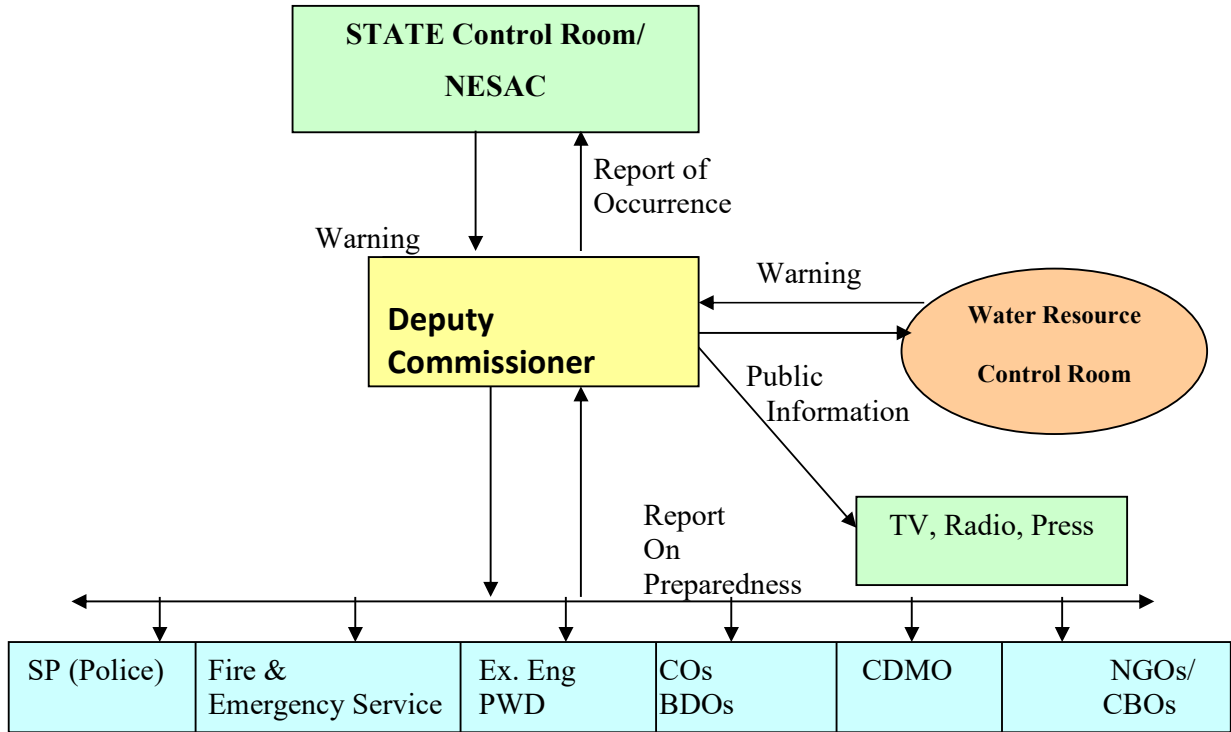 STATE Control Room/
NESAC
Report of
Occurrence
Warning
Warning
Deputy
Commissioner
Water Resource
Control Room
Public
Information
TV, Radio, Press
Report
On
Preparedness
SP (Police)
Fire &
Emergency Service
Ex. Eng
PWD
COs
BDOs
CDMO
NGOs/
CBOs